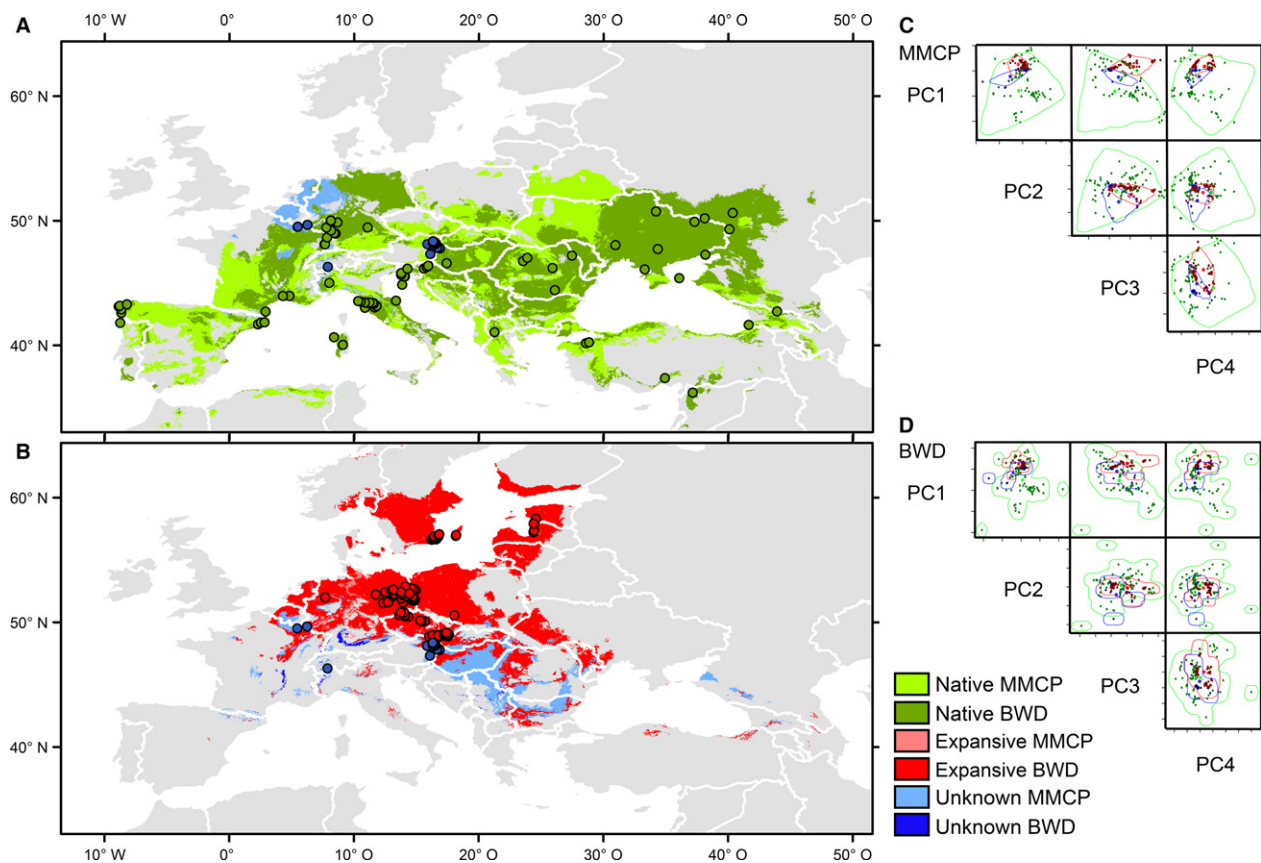 10° W 0° 10° O 20° O 30° O 40° O 50° O
A
60° N
50° N
40° N
B
60° N
50° N
40° N
10° W 0° 10° O 20° O 30° O 40° O 50° O
C
MMCP
PC1
PC2
PC3
PC4
D
BWD
PC1
PC2
PC3
PC4
Native MMCP
Native BWD
Expansive MMCP
Expansive BWD
Unknown MMCP
Unknown BWD